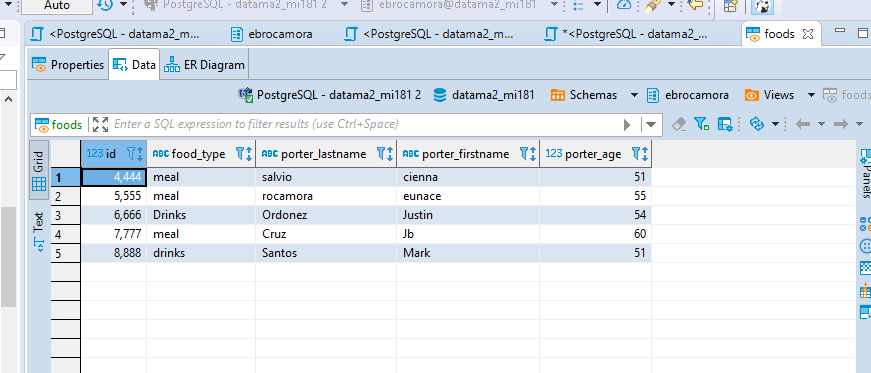 Auto PostgreSQL - datama2_mi181 2 ebrocamora@datama2_mi181
<PostgreSQL - datama2_m... ebrocamora <PostgreSQL - datama2_m... *<PostgreSQL - datama2_... foods
Properties Data ER Diagram
PostgreSQL - datama2_mi181 2 datama2_mi181 Schemas ebrocamora Views foods
foods Enter a SQL expression to filter results (use Ctrl+Space)
Grid
Text
123 id ABC food_type ABC porter_lastname ABC porter_firstname 123 porter_age
1 4,444 meal salvio cienna 51
2 5,555 meal rocamora eunace 55
3 6,666 Drinks Ordonez Justin 54
4 7,777 meal Cruz Jb 60
5 8,888 drinks Santos Mark 51
Panels